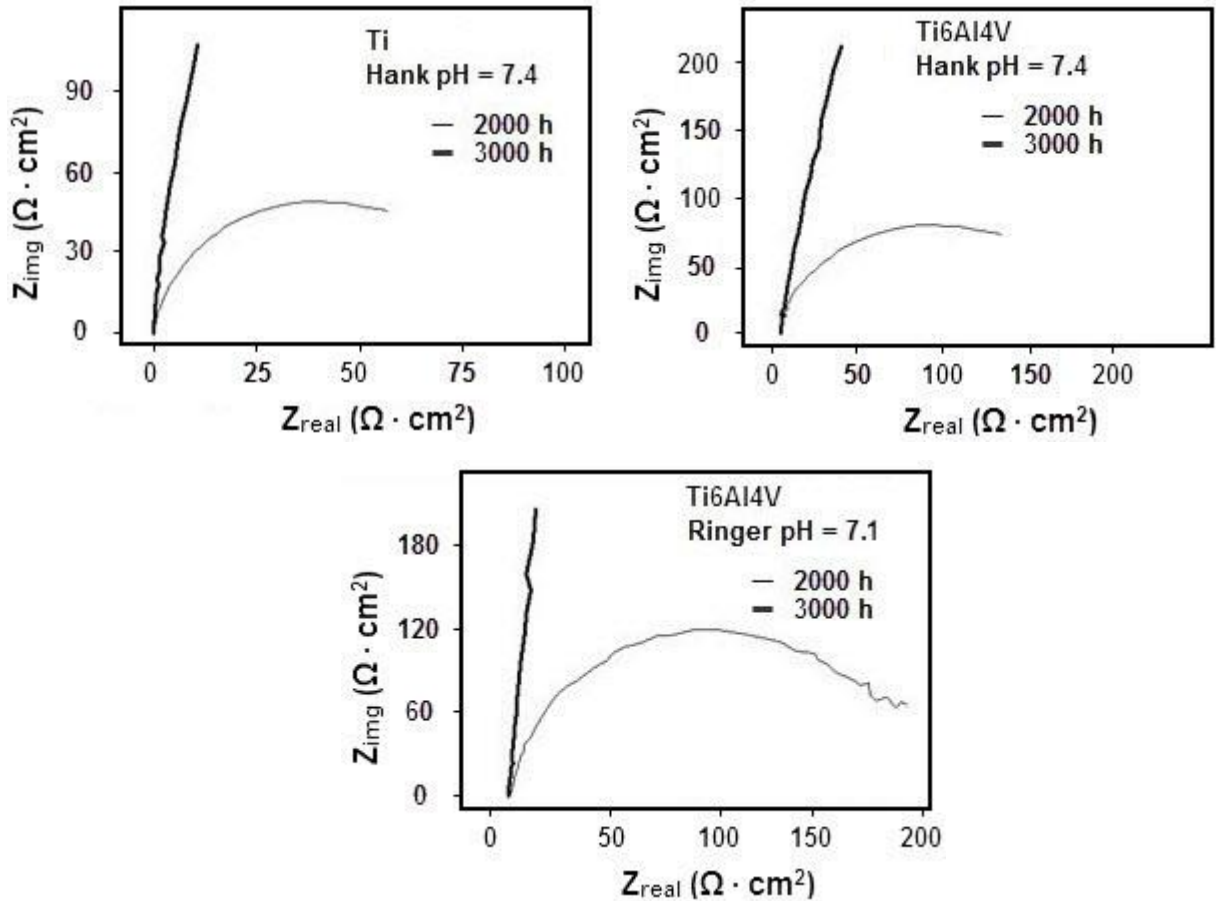 Ti
Hank pH = 7.4
2000 h
3000 h
90
60
30
0
Zimg (Ω · cm²)
0 25 50 75 100
Zreal (Ω · cm²)
Ti6Al4V
Hank pH = 7.4
2000 h
3000 h
200
150
100
50
0
Zimg (Ω · cm²)
0 50 100 150 200
Zreal (Ω · cm²)
Ti6Al4V
Ringer pH = 7.1
2000 h
3000 h
180
120
60
0
Zimg (Ω · cm²)
0 50 100 150 200
Zreal (Ω · cm²)